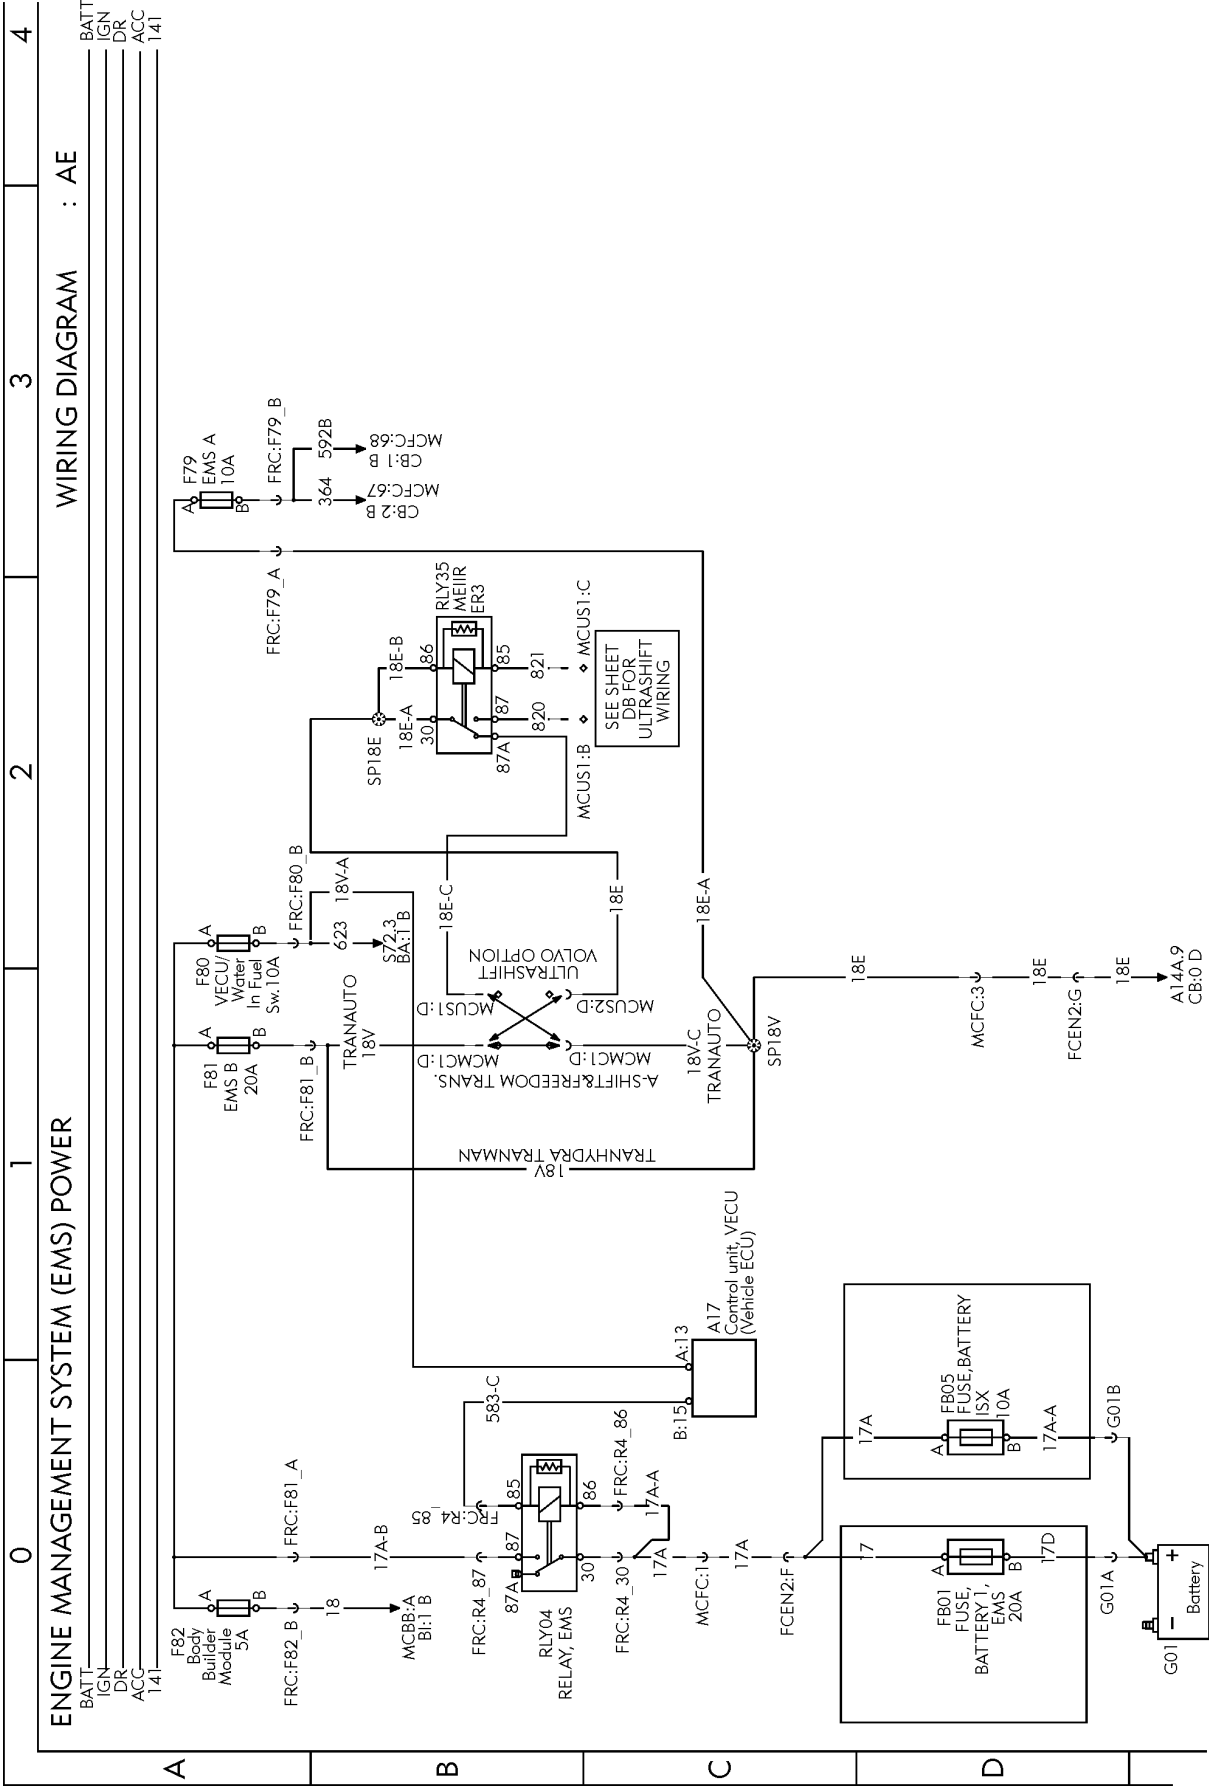 0
1
2
3
4
A
B
C
D
ENGINE MANAGEMENT SYSTEM (EMS) POWER
WIRING DIAGRAM : AE
BATT
IGN
DR
ACC
141
BATT
IGN
DR
ACC
141
F82
Body
Builder
Module
5A
A
B
FRC:F82_B
18
MCBB:A
BI:1 B
FRC:F81_A
17A-B
FRC:R4_87
FRC:R4_85
583-C
87A
87
85
RLY04
RELAY, EMS
30
86
FRC:R4_30
FRC:R4_86
17A
17A-A
MCFC:1
17A
FCEN2:F
17
17A
FB01
FUSE,
BATTERY 1,
EMS
20A
A
B
17D
G01A
FB05
FUSE,BATTERY
ISX
10A
A
B
17A-A
G01B
G01
Battery
- +
B:15
A:13
A17
Control unit, VECU
(Vehicle ECU)
F81
EMS B
20A
A
B
FRC:F81_B
F80
VECU/
Water
In Fuel
Sw.10A
A
B
FRC:F80_B
TRANAUTO
18V
623
S72.3
BA:1 B
18V-A
18V
TRANHYDRA TRANMAN
MCMC1:D
MCUS1:D
A-SHIFT&FREEDOM TRANS.
ULTRASHIFT
VOLVO OPTION
MCMC1:D
MCUS2:D
18E-C
18E
18V-C
TRANAUTO
18E-A
SP18V
18E
MCFC:3
18E
FCEN2:G
18E
A14A.9
CB:0 D
SP18E
18E-A
18E-B
30
86
RLY35
MEIIR
ER3
87A
87
85
820
821
MCUS1:B
MCUS1:C
SEE SHEET
DB FOR
ULTRASHIFT
WIRING
FRC:F79_A
F79
EMS A
10A
A
B
FRC:F79_B
364
592B
CB:2 B
MCFC:67
CB:1 B
MCFC:68